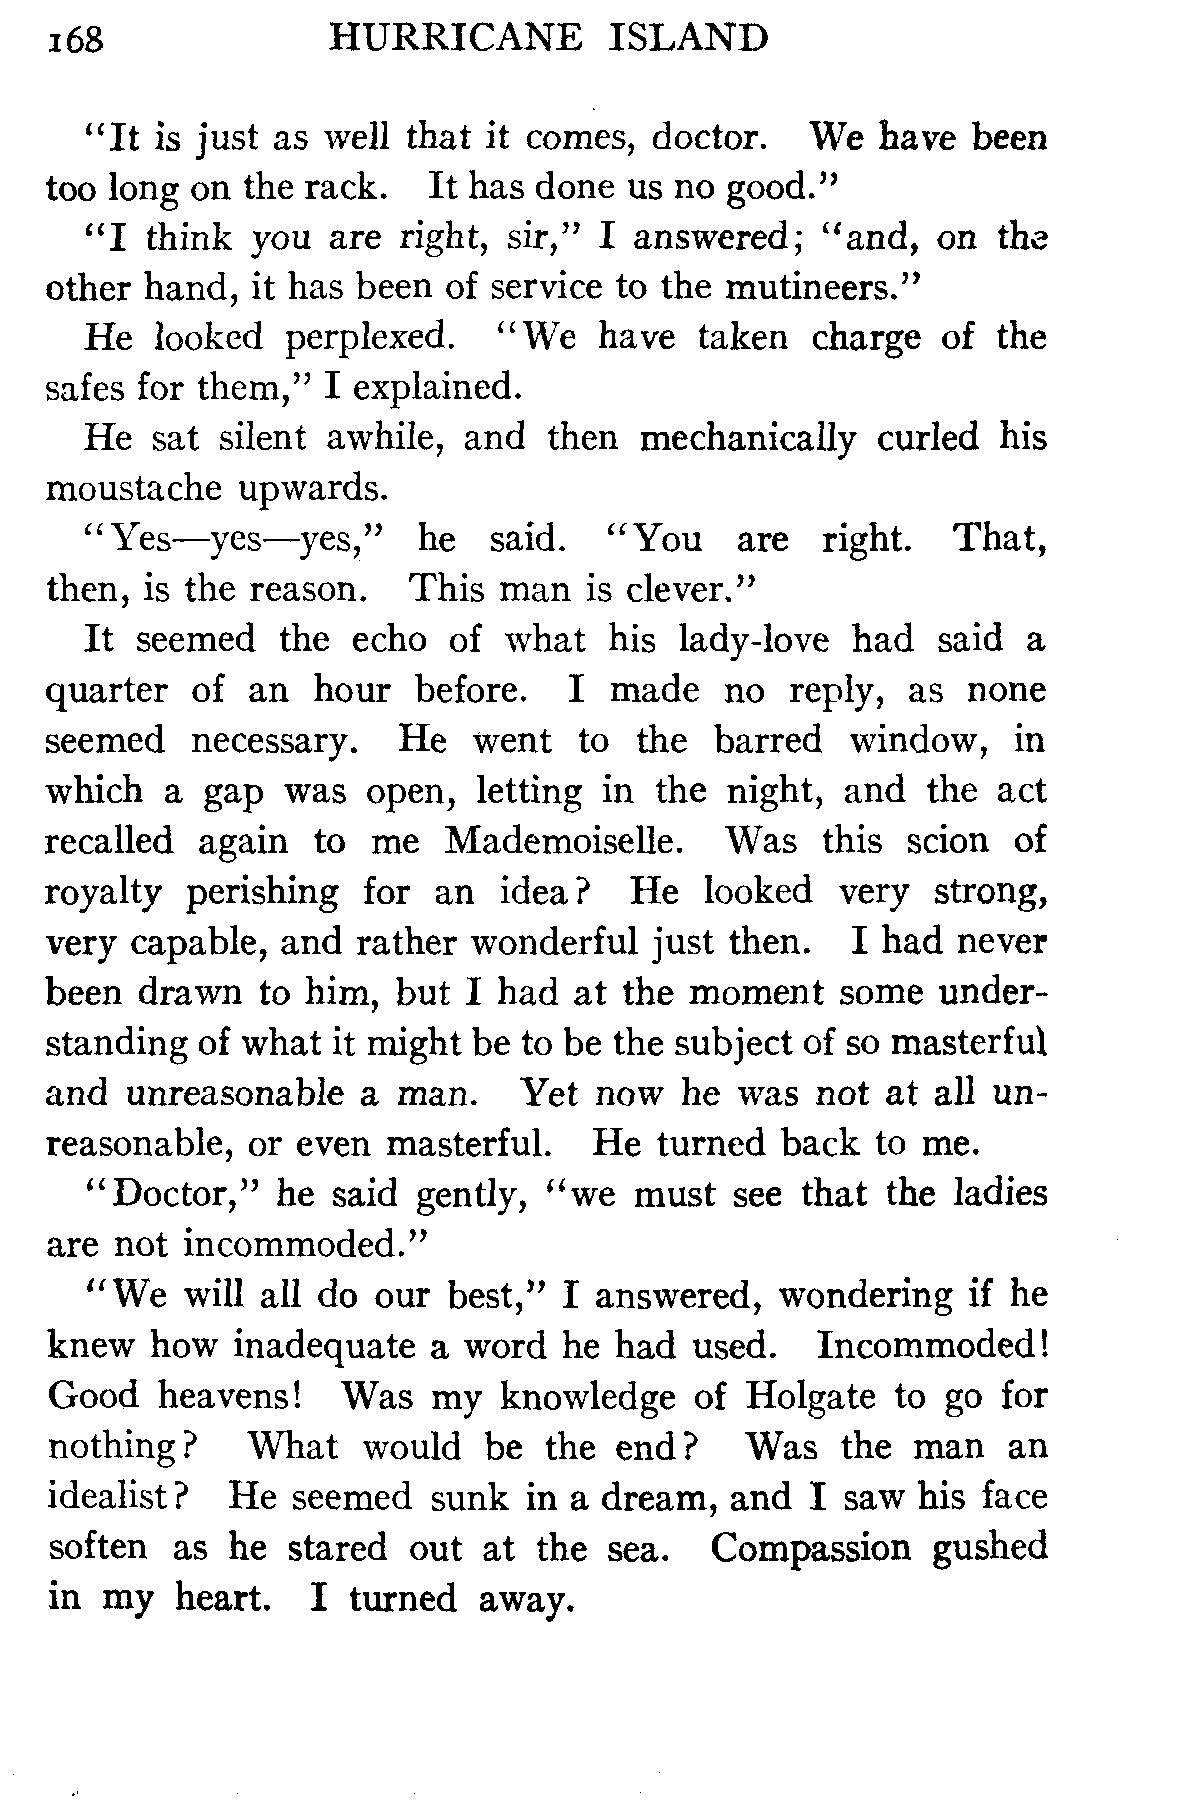 168 HURRICANE ISLAND
“It is just as well that it comes, doctor. We have been
too long on the rack. It has done us no good.”
“I think you are right, sir,” I answered; “and, on the
other hand, it has been of service to the mutineers.”
He looked perplexed. “We have taken charge of the
safes for them,” I explained.
He sat silent awhile, and then mechanically curled his
moustache upwards.
“Yes—yes—yes,” he said. “You are right. That,
then, is the reason. This man is clever.”
It seemed the echo of what his lady-love had said a
quarter of an hour before. I made no reply, as none
seemed necessary. He went to the barred window, in
which a gap was open, letting in the night, and the act
recalled again to me Mademoiselle. Was this scion of
royalty perishing for an idea? He looked very strong,
very capable, and rather wonderful just then. I had never
been drawn to him, but I had at the moment some under-
standing of what it might be to be the subject of so masterful
and unreasonable a man. Yet now he was not at all un-
reasonable, or even masterful. He turned back to me.
“Doctor,” he said gently, “we must see that the ladies
are not incommoded.”
“We will all do our best,” I answered, wondering if he
knew how inadequate a word he had used. Incommoded!
Good heavens! Was my knowledge of Holgate to go for
nothing? What would be the end? Was the man an
idealist? He seemed sunk in a dream, and I saw his face
soften as he stared out at the sea. Compassion gushed
in my heart. I turned away.